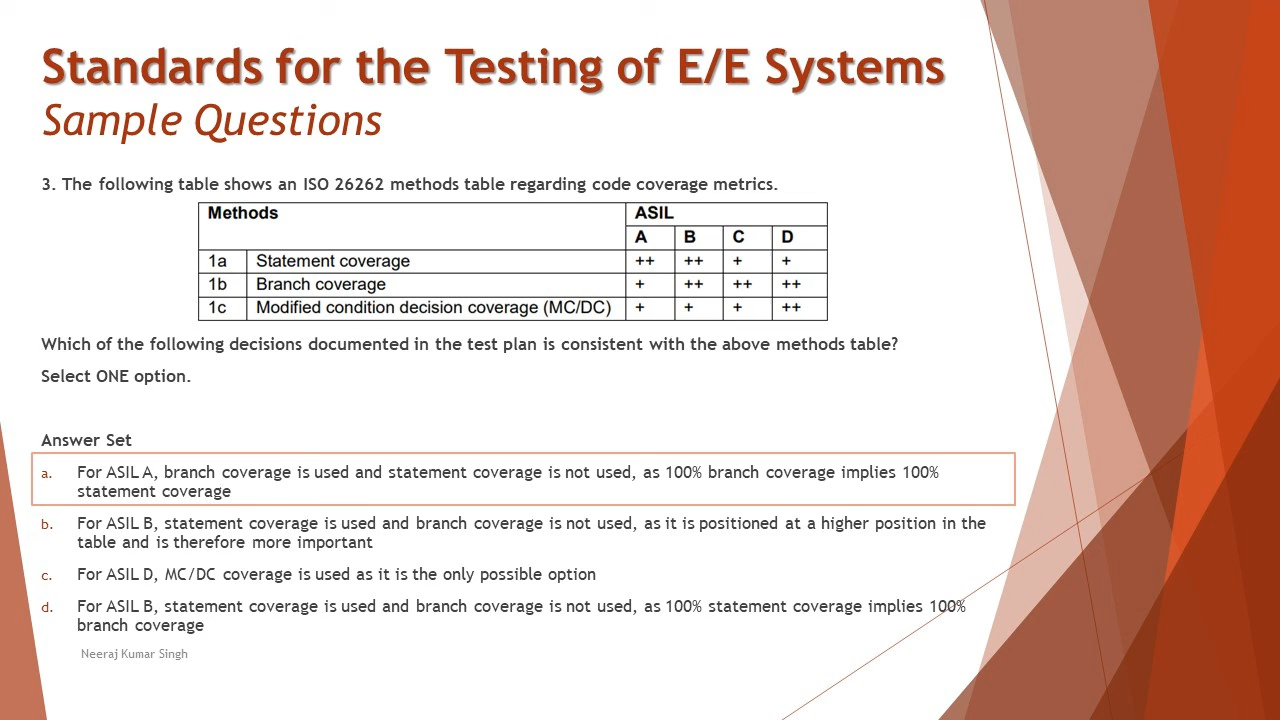 Standards for the Testing of E/E Systems
Sample Questions
3. The following table shows an ISO 26262 methods table regarding code coverage metrics.
Methods ASIL
A B C D
1a Statement coverage ++ ++ + +
1b Branch coverage + ++ ++ ++
1c Modified condition decision coverage (MC/DC) + + + ++
Which of the following decisions documented in the test plan is consistent with the above methods table?
Select ONE option.
Answer Set
a. For ASIL A, branch coverage is used and statement coverage is not used, as 100% branch coverage implies 100%
statement coverage
b. For ASIL B, statement coverage is used and branch coverage is not used, as it is positioned at a higher position in the
table and is therefore more important
c. For ASIL D, MC/DC coverage is used as it is the only possible option
d. For ASIL B, statement coverage is used and branch coverage is not used, as 100% statement coverage implies 100%
branch coverage
Neeraj Kumar Singh